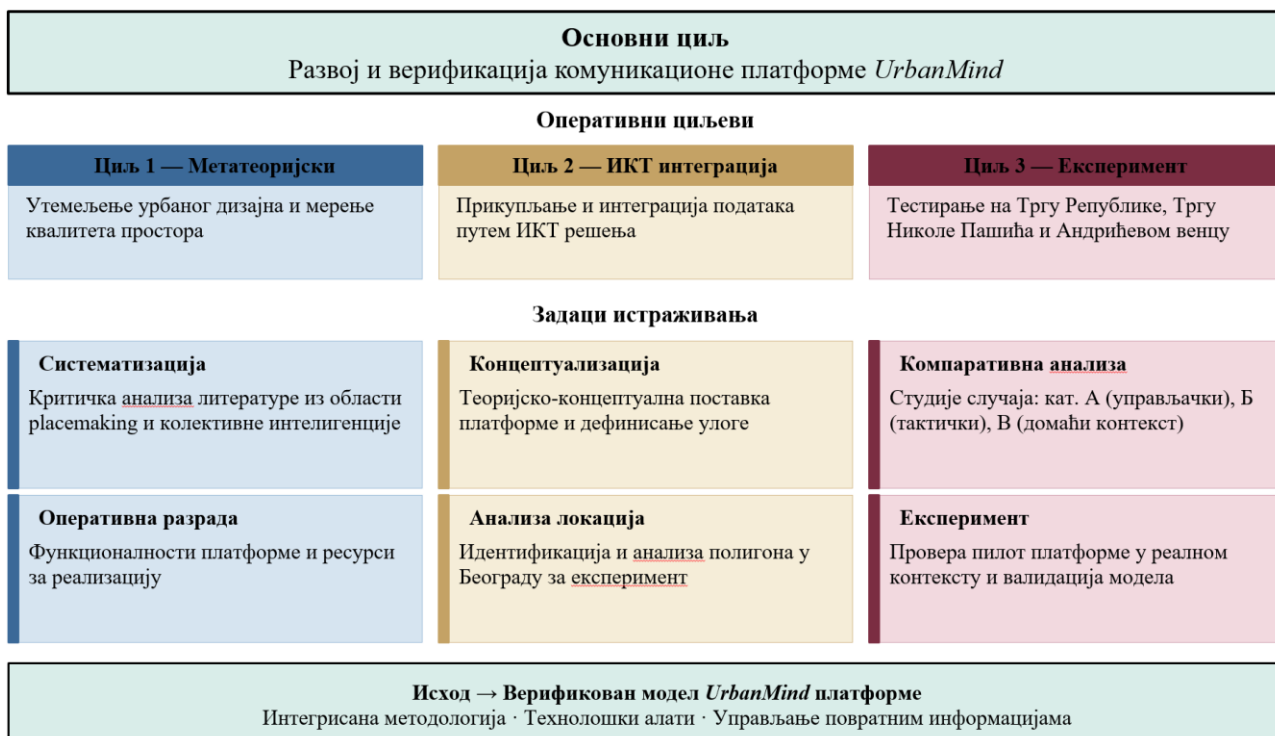 Основни циљ
Развој и верификација комуникационе платформе UrbanMind
Оперативни циљеви
Циљ 1 — Метатеоријски
Утемељење урбаног дизајна и мерење
квалитета простора
Циљ 2 — ИКТ интеграција
Прикупљање и интеграција података
путем ИКТ решења
Циљ 3 — Експеримент
Тестирање на Тргу Републике, Тргу
Николе Пашића и Андрићевом венцу
Задаци истраживања
Систематизација
Критичка анализа литературе из области
placemaking и колективне интелигенције
Концептуализација
Теоријско-концептуална поставка
платформе и дефинисање улоге
Компаративна анализа
Студије случаја: кат. А (управљачки), Б
(тактички), В (домаћи контекст)
Оперативна разрада
Функционалности платформе и ресурси
за реализацију
Анализа локација
Идентификација и анализа полигона у
Београду за експеримент
Експеримент
Провера пилот платформе у реалном
контексту и валидација модела
Исход → Верификован модел UrbanMind платформе
Интегрисана методологија · Технолошки алати · Управљање повратним информацијама